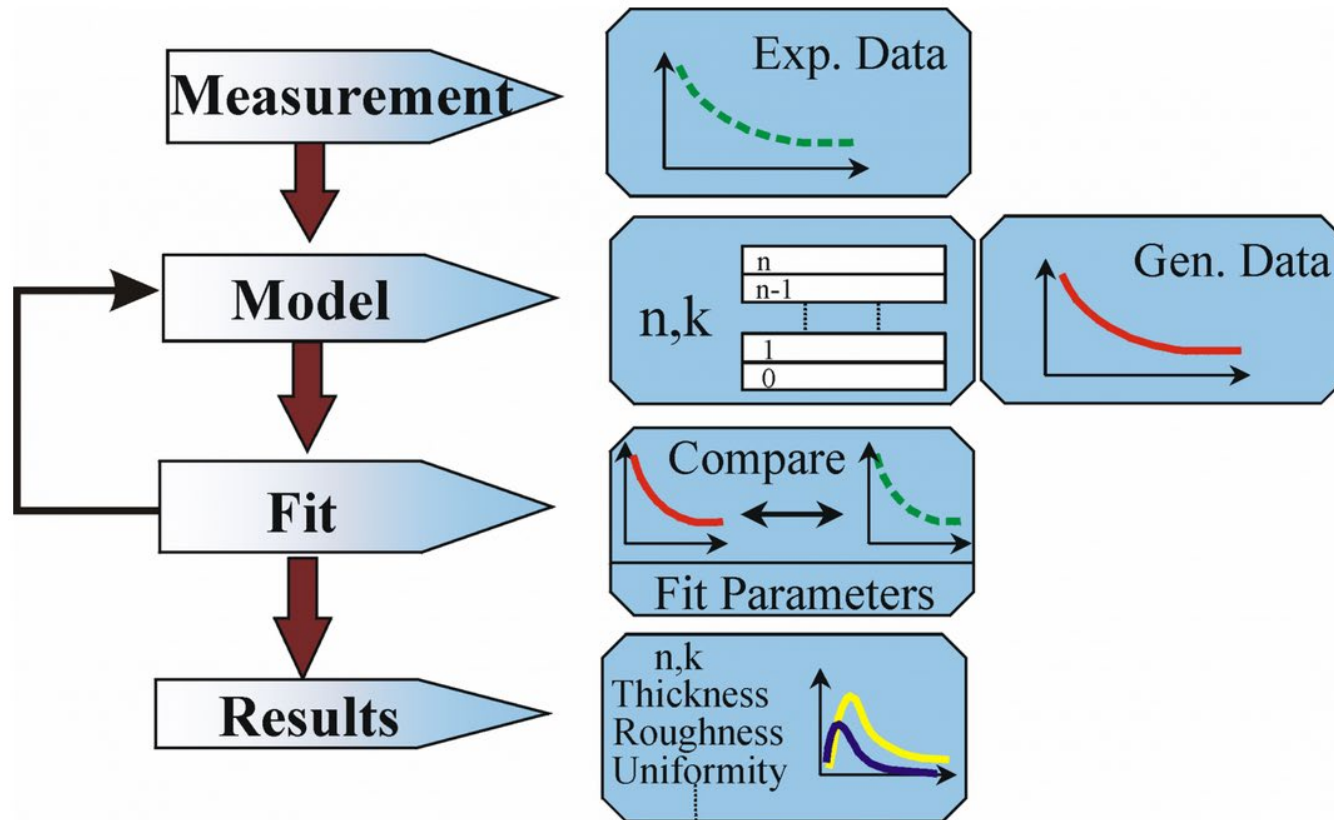 Measurement
Exp. Data
Model
n,k
n
n-1
1
0
Gen. Data
Fit
Compare
Fit Parameters
Results
n,k
Thickness
Roughness
Uniformity